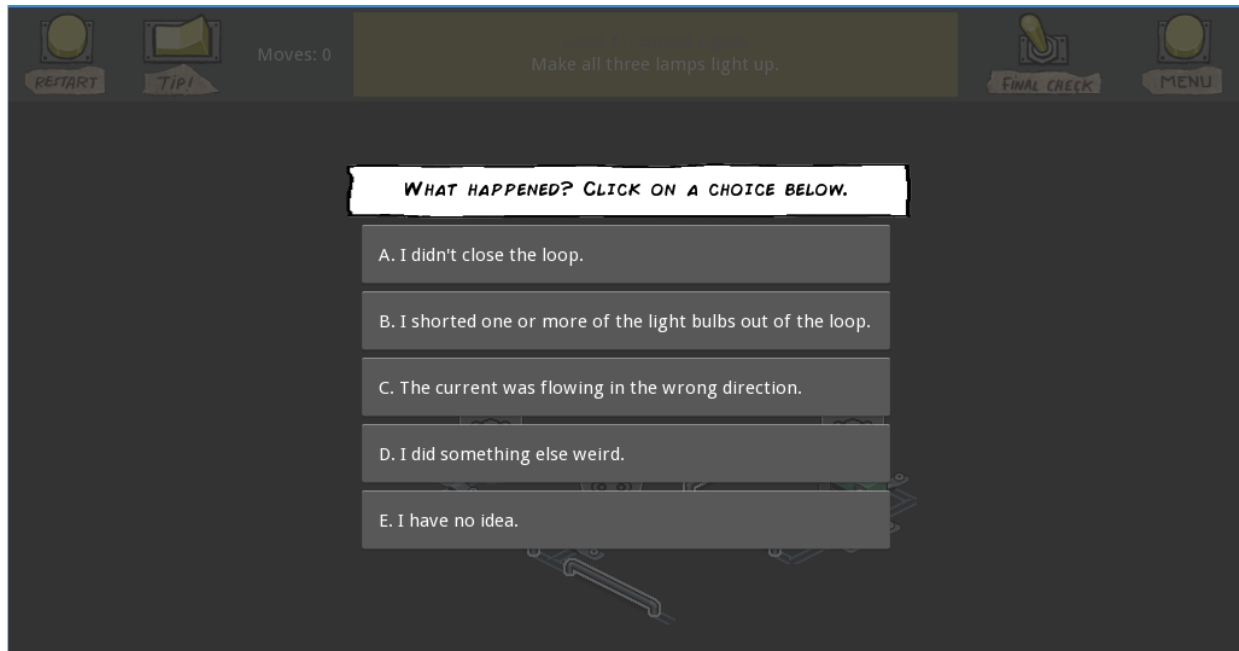 RESTART
TIP!
Moves: 0
Make all three lamps light up.
FINAL CHECK
MENU
WHAT HAPPENED? CLICK ON A CHOICE BELOW.
A. I didn't close the loop.
B. I shorted one or more of the light bulbs out of the loop.
C. The current was flowing in the wrong direction.
D. I did something else weird.
E. I have no idea.